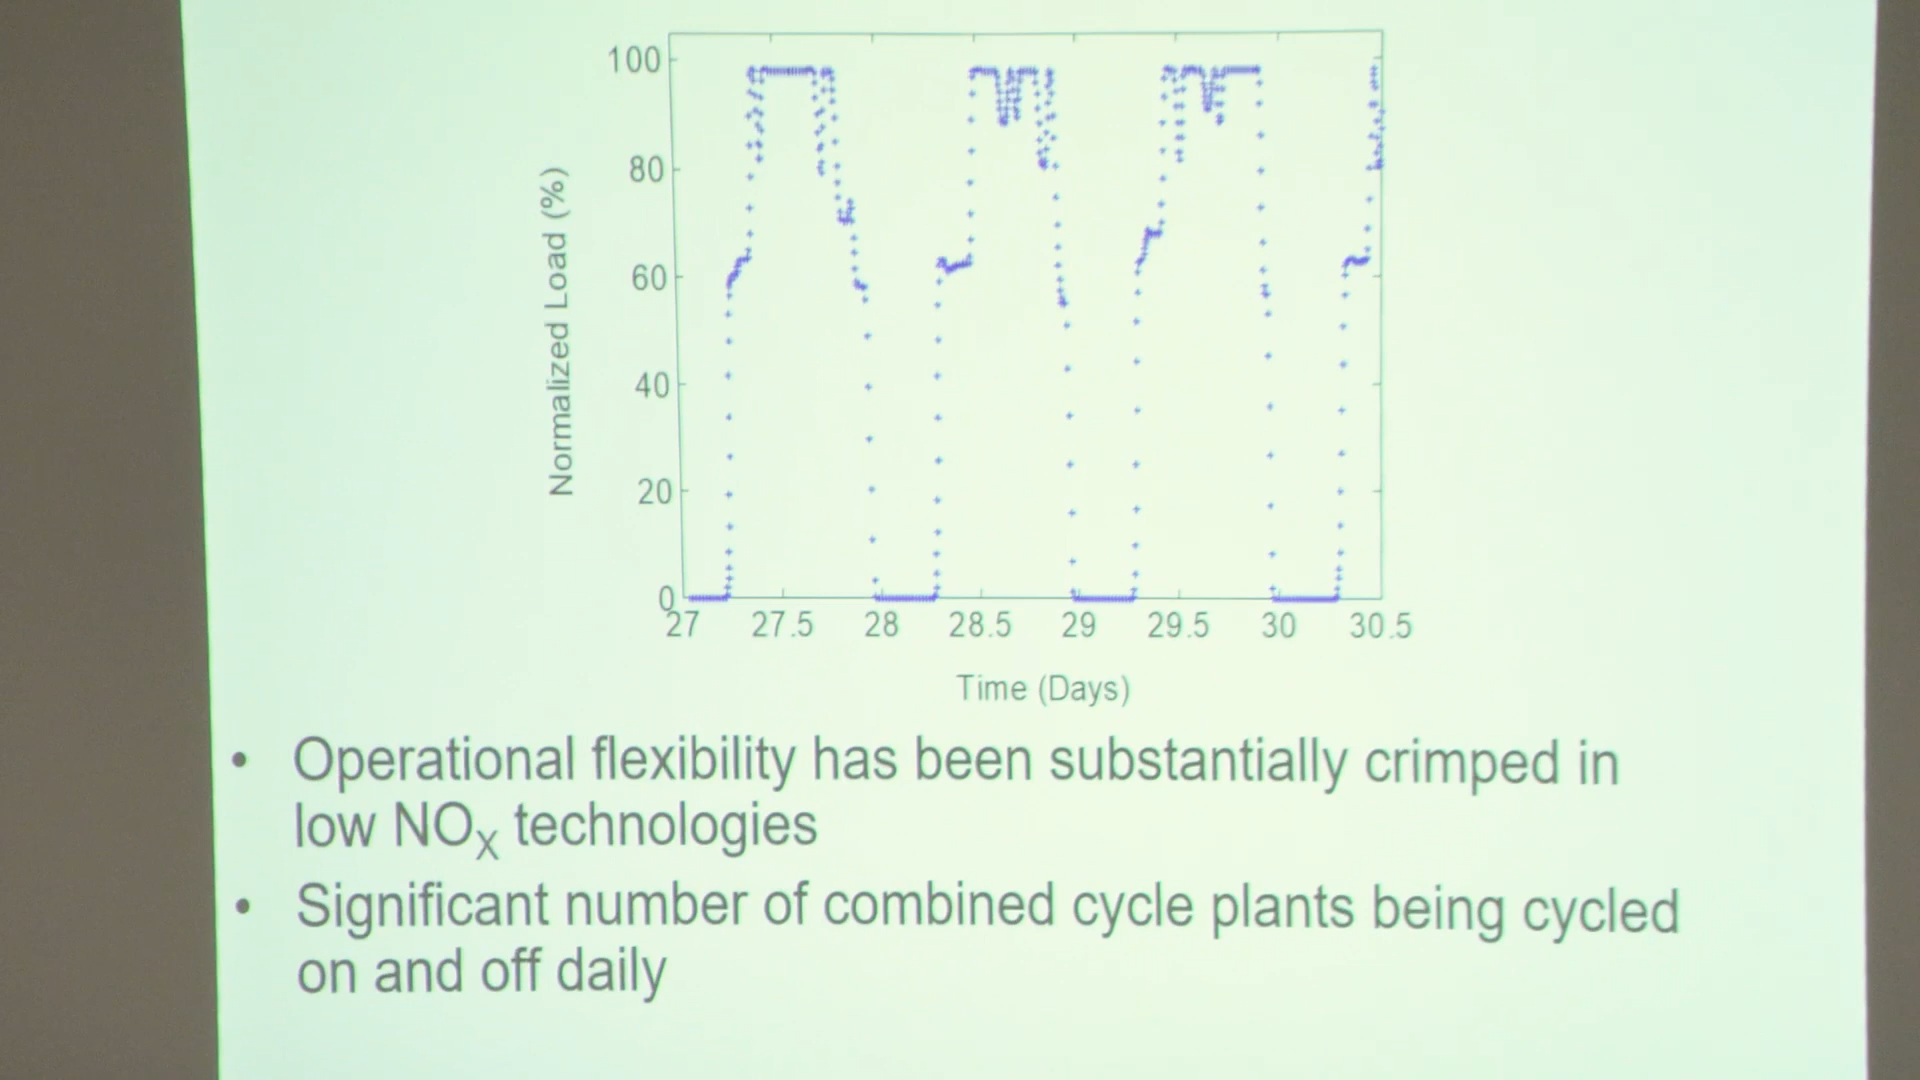 100
80
60
40
20
0
Normalized Load (%)
27 27.5 28 28.5 29 29.5 30 30.5
Time (Days)
• Operational flexibility has been substantially crimped in
low NOX technologies
• Significant number of combined cycle plants being cycled
on and off daily